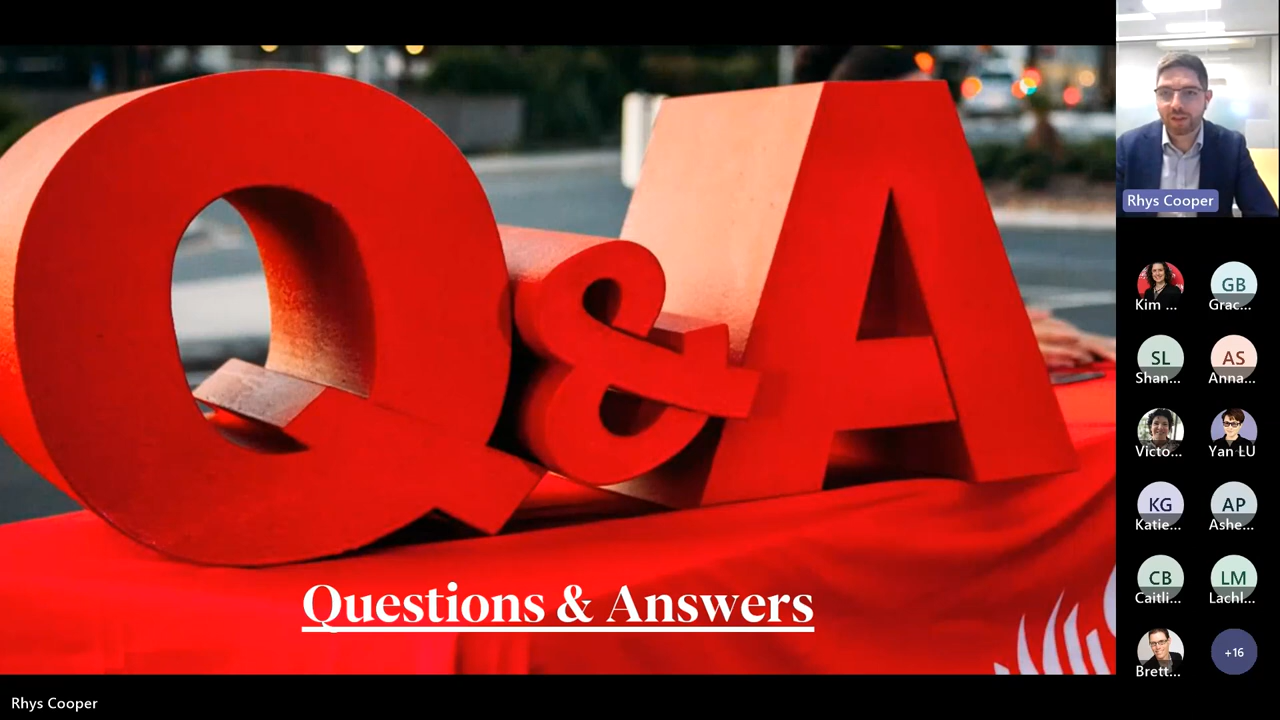 Q&A
Questions & Answers
Rhys Cooper
Kim ...
GB
Grac...
SL
Shan...
AS
Anna...
Victo...
Yan LU
KG
Katie...
AP
Ashe...
CB
Caitli...
LM
Lachl...
Brett...
+16
Rhys Cooper